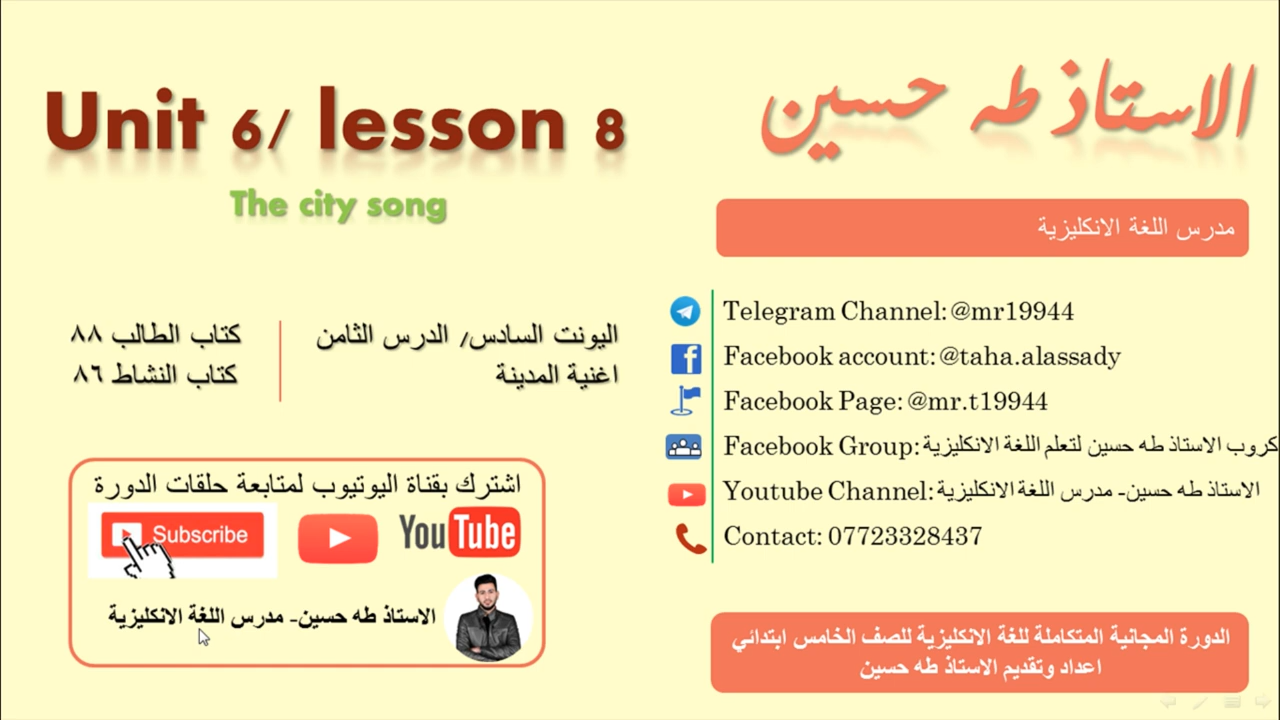 Unit 6/ lesson 8
The city song
اليونت السادس/ الدرس الثامن
اغنية المدينة
كتاب الطالب ٨٨
كتاب النشاط ٨٦
اشترك بقناة اليوتيوب لمتابعة حلقات الدورة
Subscribe
YouTube
الاستاذ طه حسين- مدرس اللغة الانكليزية
الاستاذ طه حسين
مدرس اللغة الانكليزية
Telegram Channel: @mr19944
Facebook account: @taha.alassady
Facebook Page: @mr.t19944
Facebook Group: كروب الاستاذ طه حسين لتعلم اللغة الانكليزية
Youtube Channel: الاستاذ طه حسين- مدرس اللغة الانكليزية
Contact: 07723328437
الدورة المجانية المتكاملة للغة الانكليزية للصف الخامس ابتدائي
اعداد وتقديم الاستاذ طه حسين